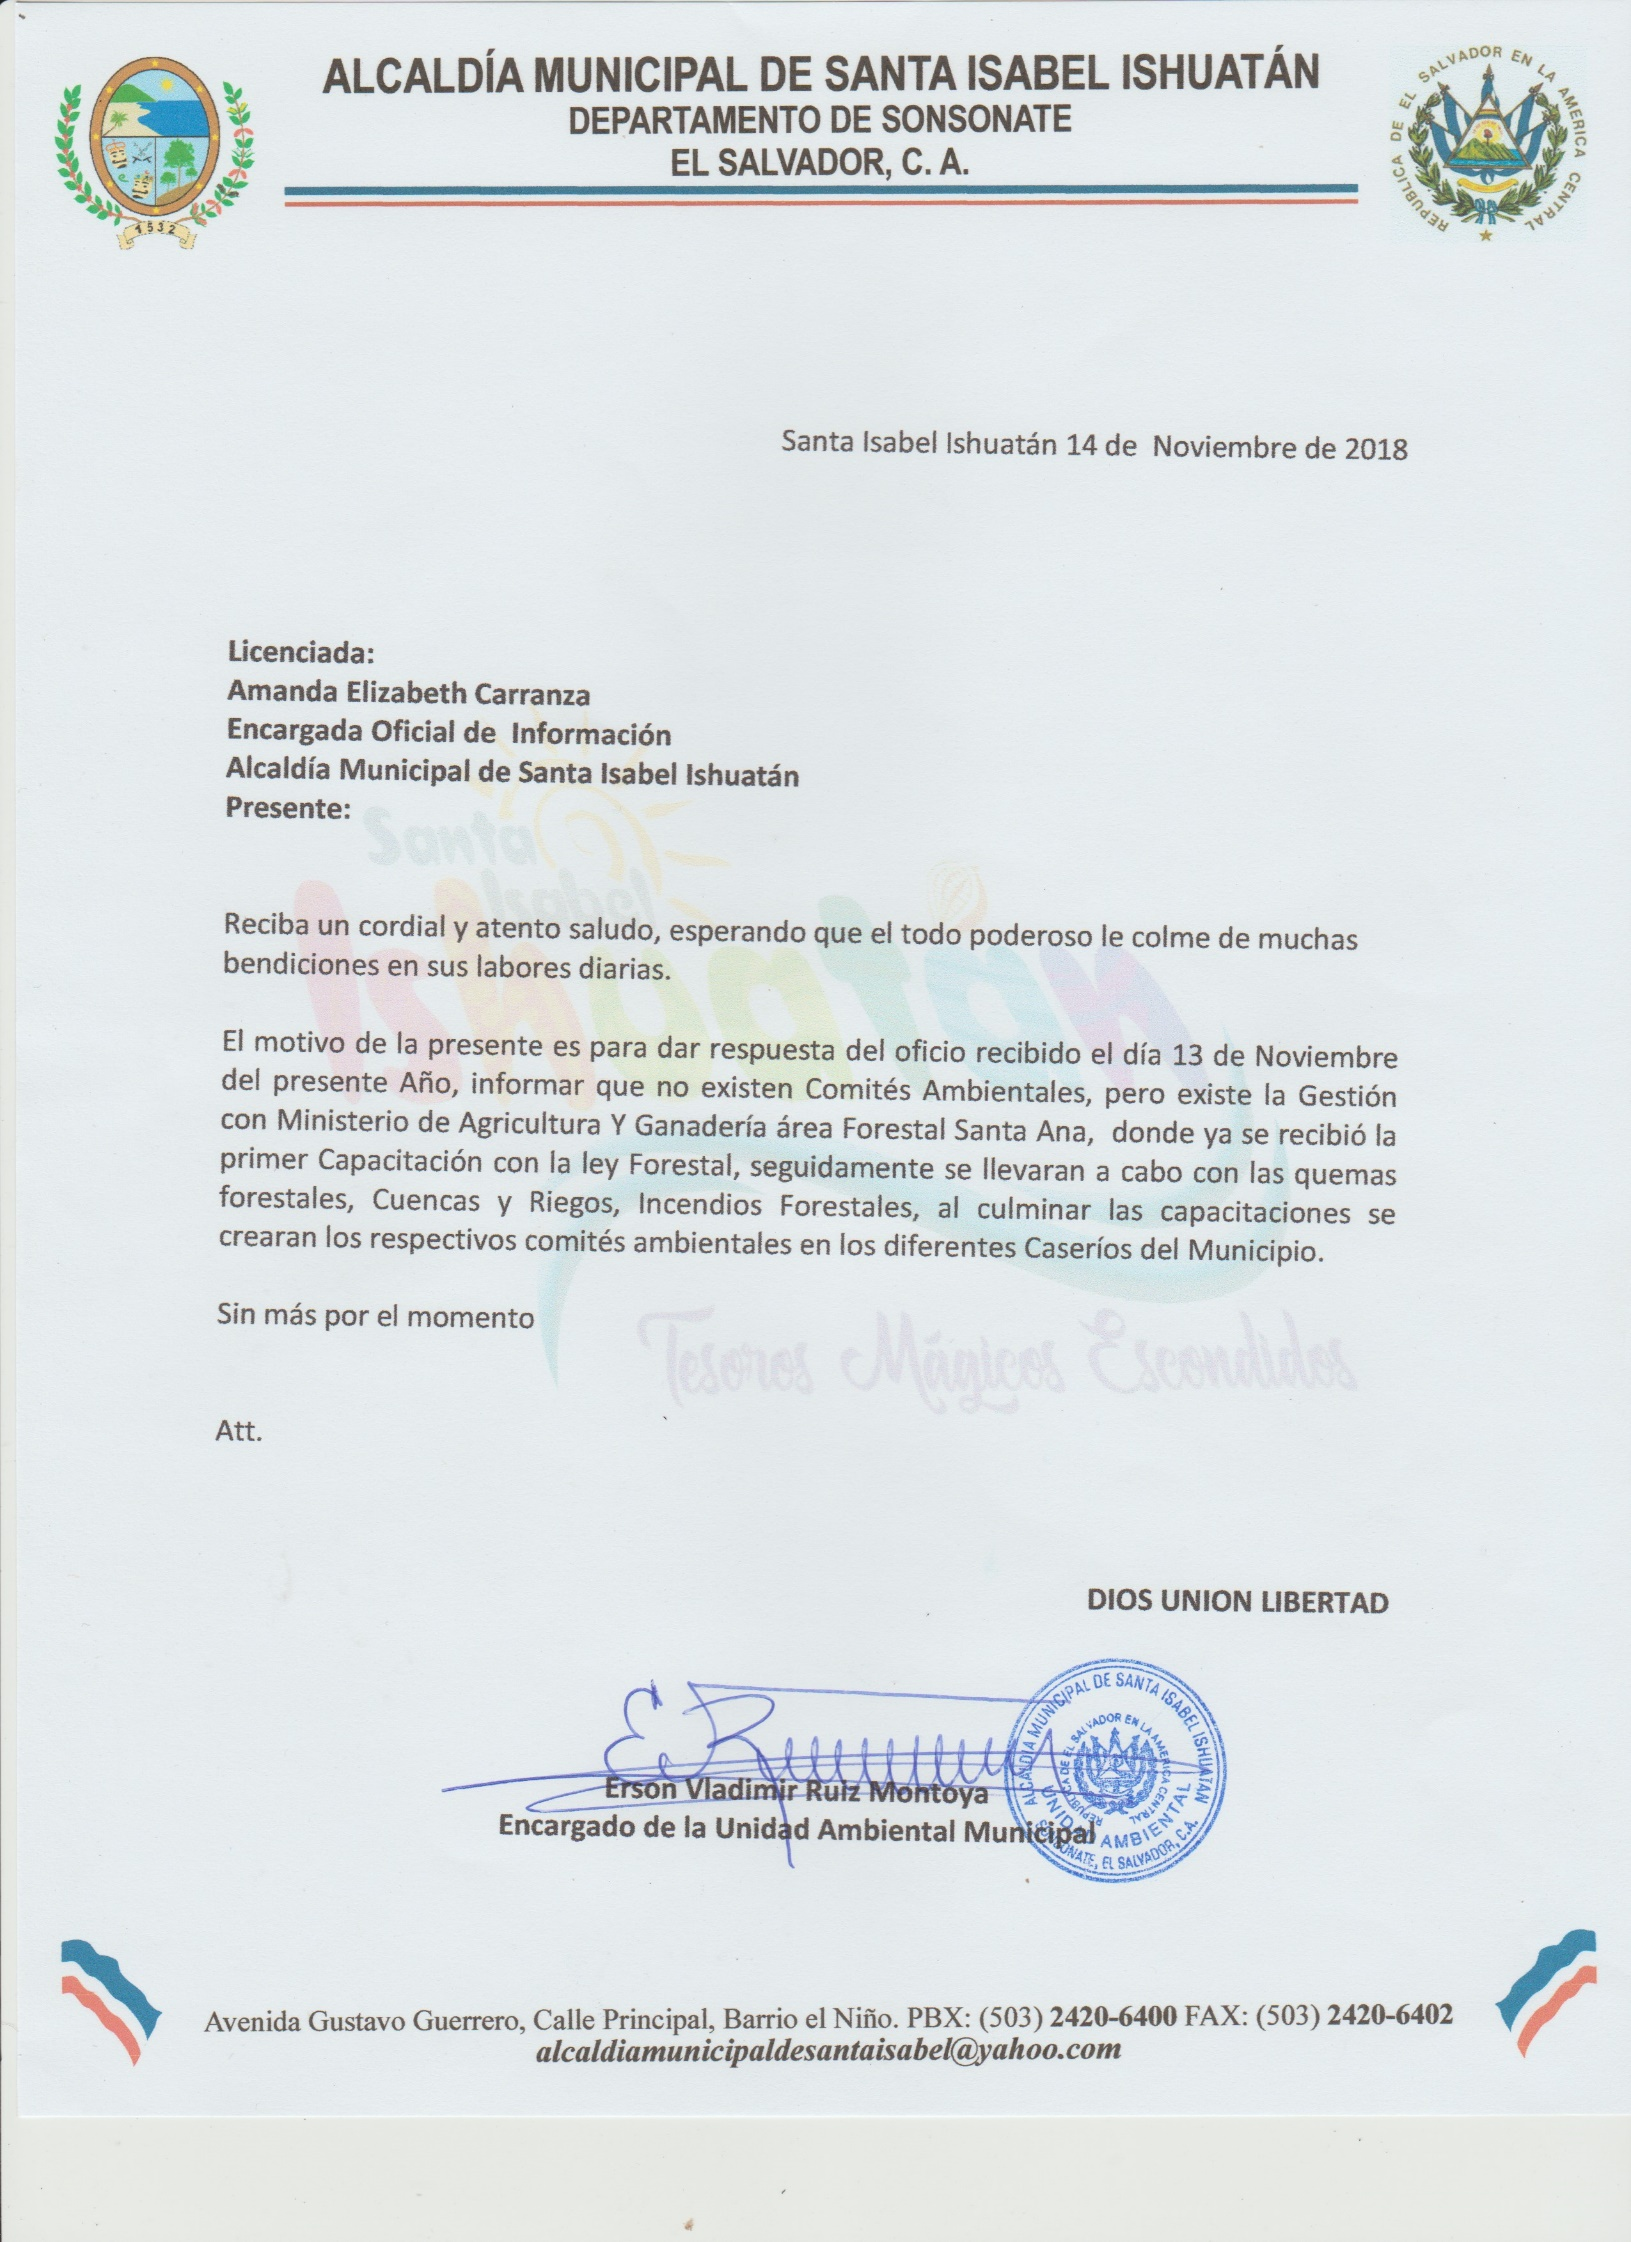 ALCALDÍA MUNICIPAL DE SANTA ISABEL ISHUATÁN
DEPARTAMENTO DE SONSONATE
EL SALVADOR, C. A.
1532
REPUBLICA DE EL SALVADOR EN LA AMERICA CENTRAL
Santa Isabel Ishuatán 14 de  Noviembre de 2018
Licenciada:
Amanda Elizabeth Carranza
Encargada Oficial de  Información
Alcaldía Municipal de Santa Isabel Ishuatán
Presente:
Santa
Isabel
Ishuatán
Reciba un cordial y atento saludo, esperando que el todo poderoso le colme de muchas
bendiciones en sus labores diarias.
El motivo de la presente es para dar respuesta del oficio recibido el día 13 de Noviembre
del presente Año, informar que no existen Comités Ambientales, pero existe la Gestión
con Ministerio de Agricultura Y Ganadería área Forestal Santa Ana,  donde ya se recibió la
primer Capacitación con la ley Forestal, seguidamente se llevaran a cabo con las quemas
forestales, Cuencas y Riegos, Incendios Forestales, al culminar las capacitaciones se
crearan los respectivos comités ambientales en los diferentes Caseríos del Municipio.
Sin más por el momento
Tesoros Mágicos Escondidos
Att.
DIOS UNION LIBERTAD
ALCALDIA MUNICIPAL DE SANTA ISABEL ISHUATAN
REPUBLICA DE EL SALVADOR EN LA AMERICA CENTRAL
UNIDAD AMBIENTAL
SONSONATE, EL SALVADOR, C.A.
Erson Vladimir Ruiz Montoya
Encargado de la Unidad Ambiental Municipal
Avenida Gustavo Guerrero, Calle Principal, Barrio el Niño. PBX: (503) 2420-6400 FAX: (503) 2420-6402
alcaldiamunicipaldesantaisabel@yahoo.com